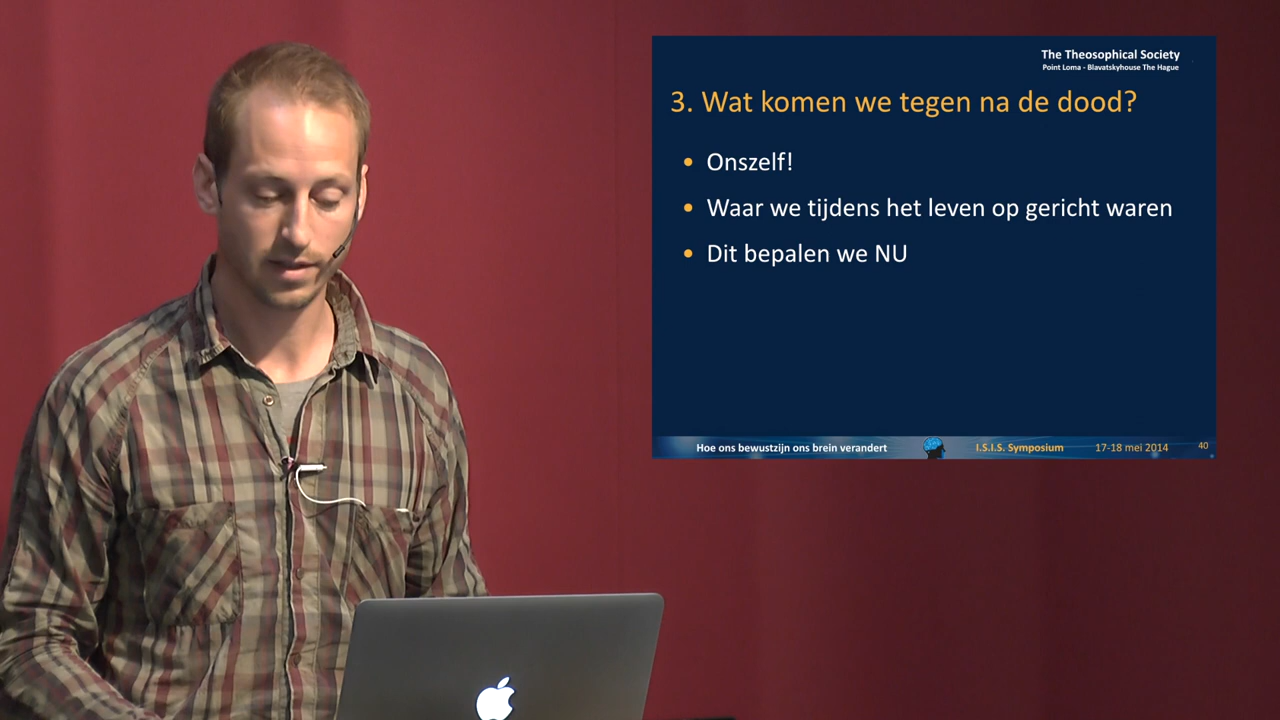 The Theosophical Society
Point Loma - Blavatskyhouse The Hague
3. Wat komen we tegen na de dood?
• Onszelf!
• Waar we tijdens het leven op gericht waren
• Dit bepalen we NU
Hoe ons bewustzijn ons brein verandert I.S.I.S. Symposium 17-18 mei 2014 40